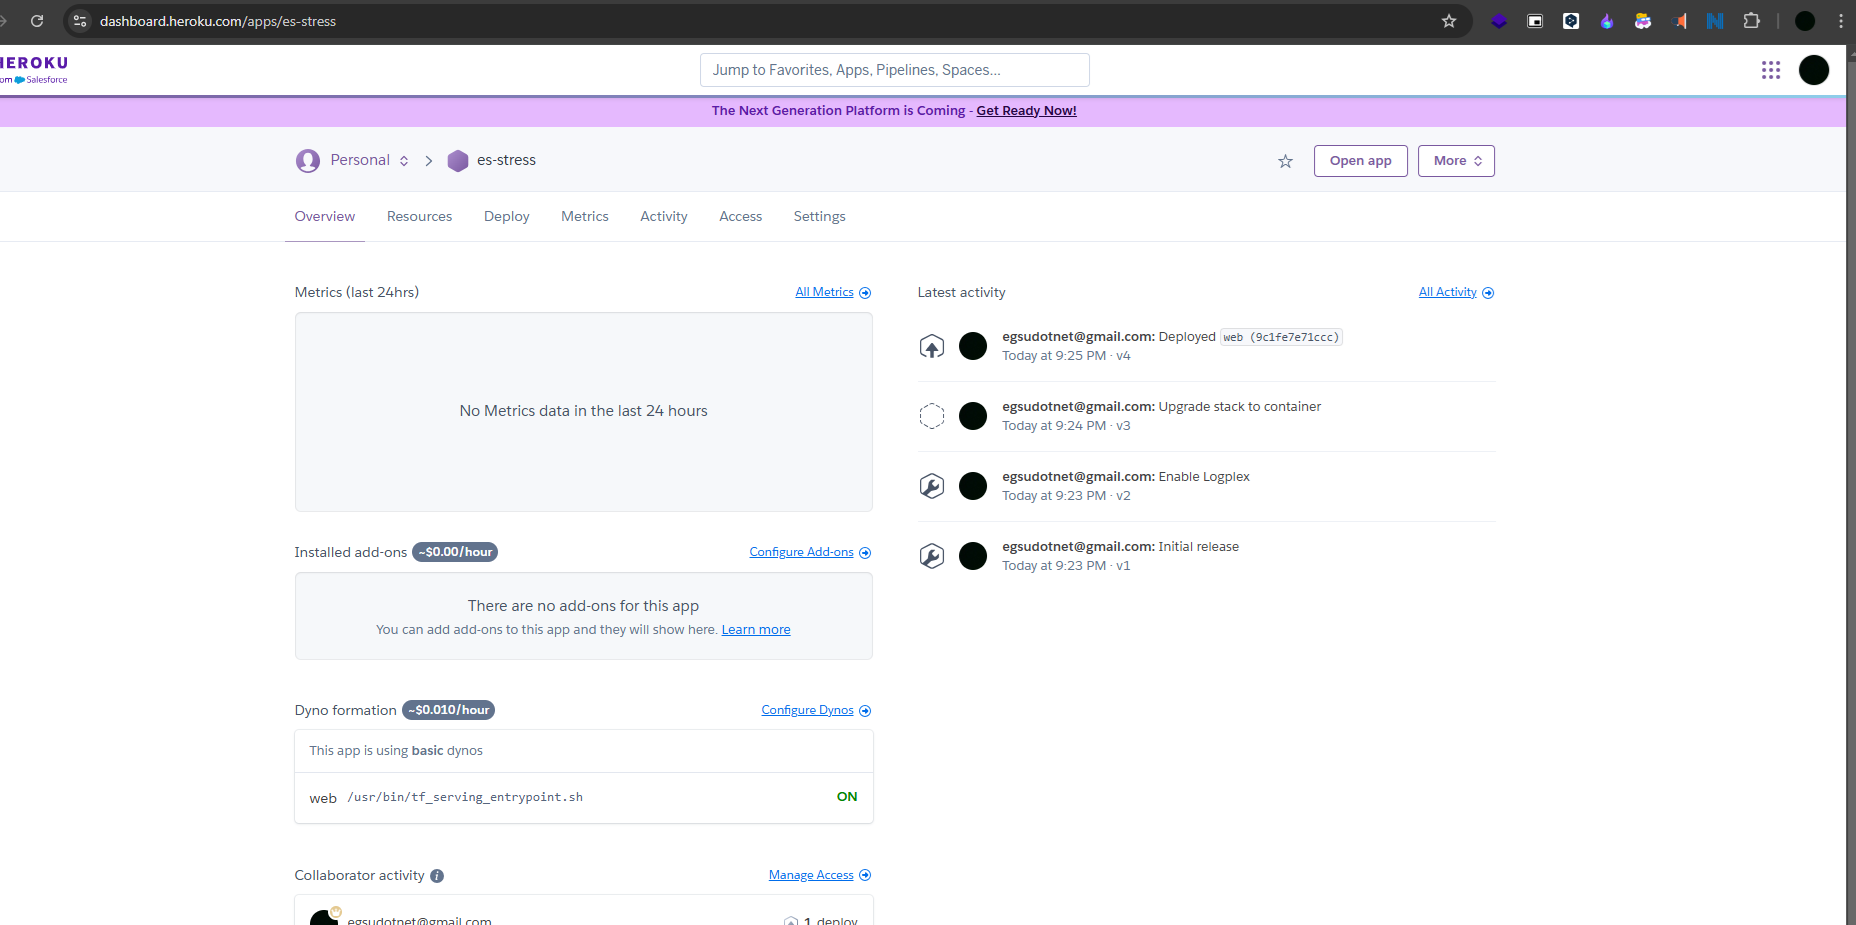 dashboard.heroku.com/apps/es-stress
HEROKU
om Salesforce
Jump to Favorites, Apps, Pipelines, Spaces...
The Next Generation Platform is Coming - Get Ready Now!
Personal
es-stress
Open app
More
Overview
Resources
Deploy
Metrics
Activity
Access
Settings
Metrics (last 24hrs)
All Metrics
No Metrics data in the last 24 hours
Installed add-ons ~$0.00/hour
Configure Add-ons
There are no add-ons for this app
You can add add-ons to this app and they will show here. Learn more
Dyno formation ~$0.010/hour
Configure Dynos
This app is using basic dynos
web /usr/bin/tf_serving_entrypoint.sh
ON
Collaborator activity
Manage Access
egsudotnet@gmail.com
1 deploy
Latest activity
All Activity
egsudotnet@gmail.com: Deployed web (9c1fe7e71ccc)
Today at 9:25 PM · v4
egsudotnet@gmail.com: Upgrade stack to container
Today at 9:24 PM · v3
egsudotnet@gmail.com: Enable Logplex
Today at 9:23 PM · v2
egsudotnet@gmail.com: Initial release
Today at 9:23 PM · v1